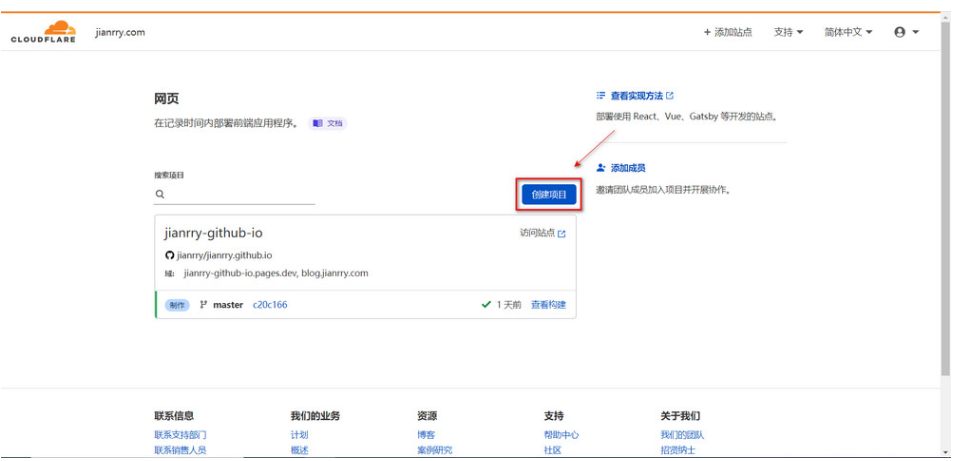 CLOUDFLARE
jianrry.com
+ 添加站点
支持
简体中文
网页
在记录时间内部署前端应用程序。 文档
查看实现方法
部署使用 React、Vue、Gatsby 等开发的站点。
添加成员
邀请团队成员加入项目并开展协作。
搜索项目
创建项目
jianrry-github-io
访问站点
jianrry/jianrry.github.io
域: jianrry-github-io.pages.dev, blog.jianrry.com
制作 master c20c166
1 天前 查看构建
联系信息 我们的业务 资源 支持 关于我们
联系支持部门 计划 博客 帮助中心 我们的团队
联系销售人员 概述 案例研究 社区 招贤纳士